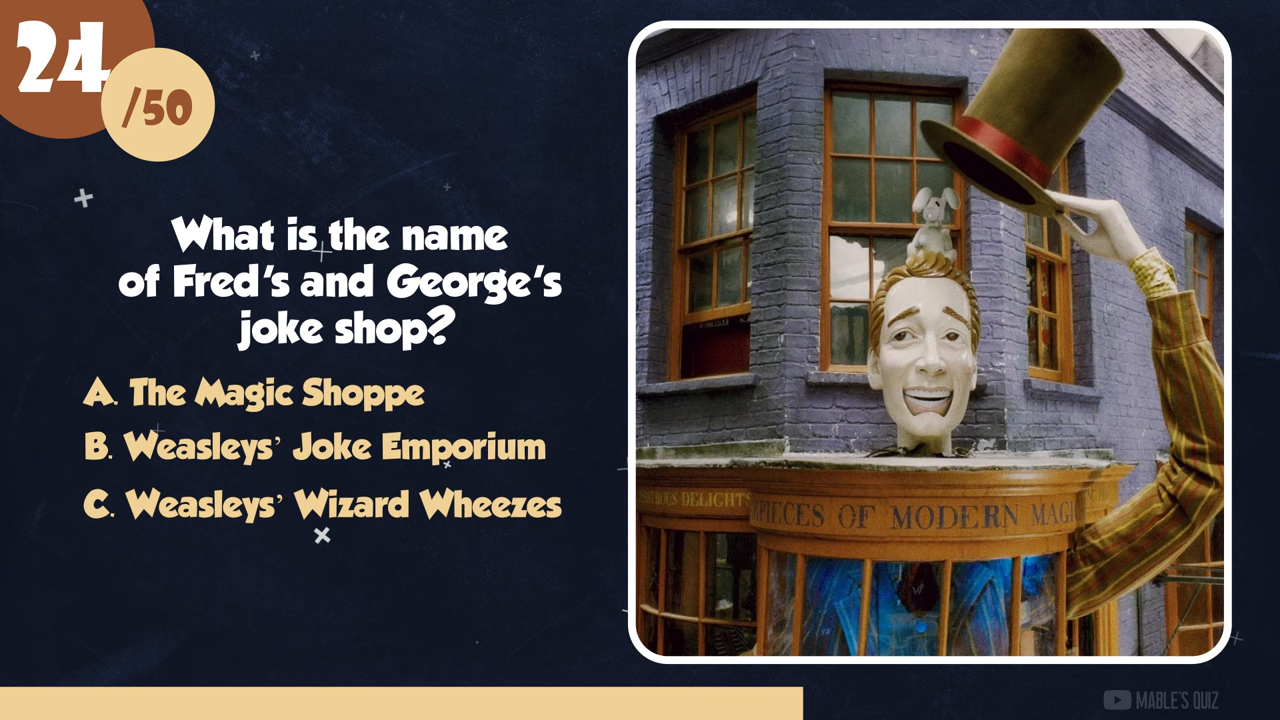 24
/50
What is the name
of Fred's and George's
joke shop?
A. The Magic Shoppe
B. Weasleys' Joke Emporium
C. Weasleys' Wizard Wheezes
DELIGHTS
PIECES OF MODERN MAGI
MABLE'S QUIZ